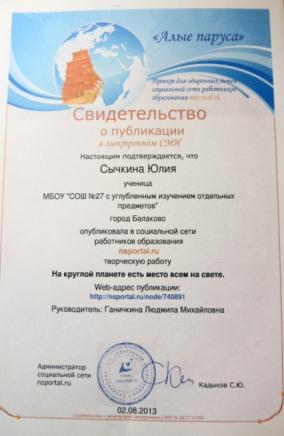 «Алые паруса»
Проект для одаренных детей
социальной сети работников
образования nsportal.ru
Свидетельство
о публикации
в электронном СМИ
Настоящим подтверждается, что
Сычкина Юлия
ученица
МБОУ "СОШ №27 с углубленным изучением отдельных
предметов"
город Балаково
опубликовала в социальной сети
работников образования
nsportal.ru
творческую работу
На круглой планете есть место всем на свете.
Web-адрес публикации:
http://nsportal.ru/node/740891
Руководитель: Ганичкина Людмила Михайловна
Администратор
социальной сети
nsportal.ru
Кадыков С.Ю.
02.08.2013